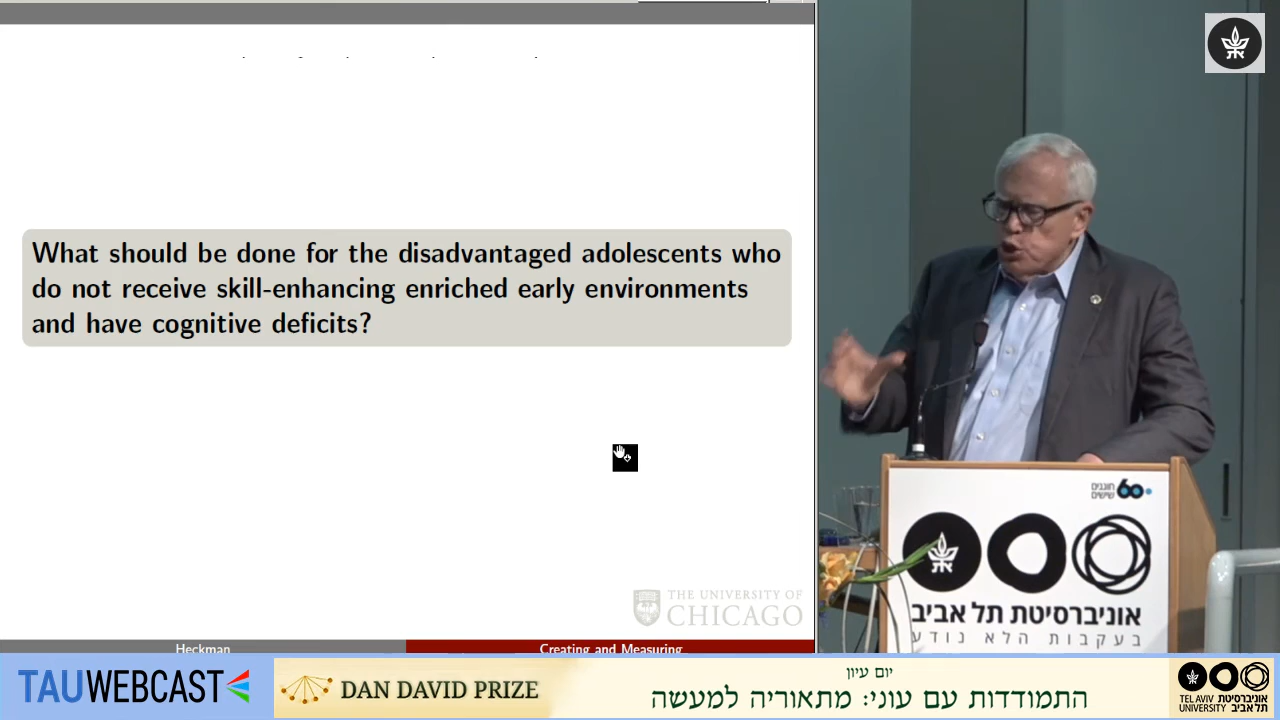 What should be done for the disadvantaged adolescents who
do not receive skill-enhancing enriched early environments
and have cognitive deficits?
THE UNIVERSITY OF
CHICAGO
Heckman
Creating and Measuring
חוגגים
שישים
60
אוניברסיטת תל אביב
בעקבות הלא נודע
TAUWEBCAST
DAN DAVID PRIZE
יום עיון
התמודדות עם עוני: מתאוריה למעשה
TEL AVIV אוניברסיטת
UNIVERSITY תל אביב